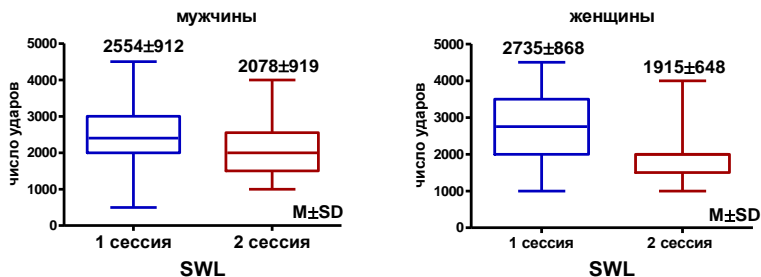 мужчины
2554±912
2078±919
5000
4000
3000
2000
1000
0
число ударов
M±SD
1 сессия
2 сессия
SWL
женщины
2735±868
1915±648
5000
4000
3000
2000
1000
0
число ударов
M±SD
1 сессия
2 сессия
SWL